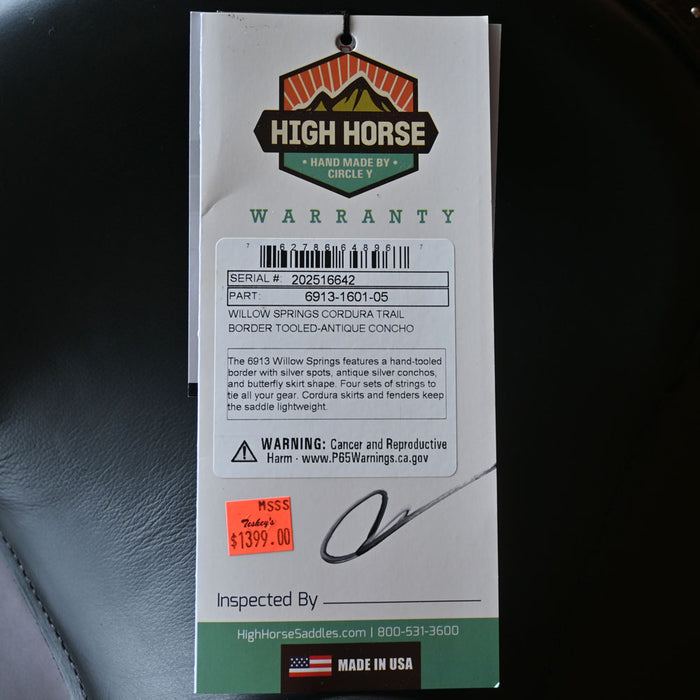 HIGH HORSE
• HAND MADE BY •
CIRCLE Y
WARRANTY
7 62786 64896 7
SERIAL #: 202516642
PART: 6913-1601-05
WILLOW SPRINGS CORDURA TRAIL
BORDER TOOLED-ANTIQUE CONCHO
The 6913 Willow Springs features a hand-tooled
border with silver spots, antique silver conchos,
and butterfly skirt shape. Four sets of strings to
tie all your gear. Cordura skirts and fenders keep
the saddle lightweight.
WARNING: Cancer and Reproductive
Harm - www.P65Warnings.ca.gov
MSSS
Teskey's
$1399.00
Inspected By
HighHorseSaddles.com | 800-531-3600
MADE IN USA